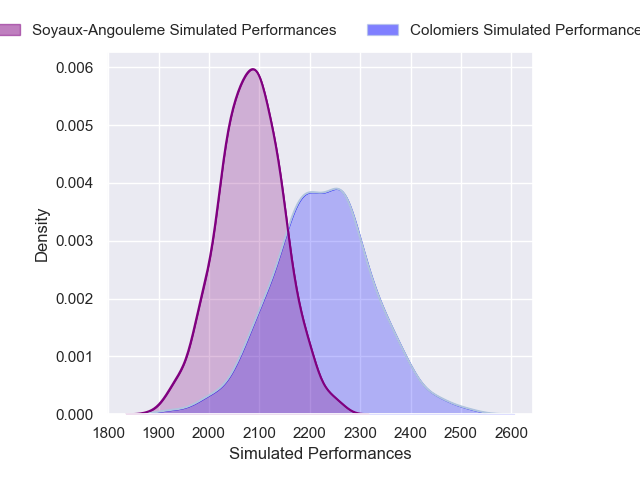 Soyaux-Angouleme Simulated Performances Colomiers Simulated Performance
0.006
0.005
0.004
0.003
0.002
0.001
0.000
Density
1800 1900 2000 2100 2200 2300 2400 2500 2600
Simulated Performances